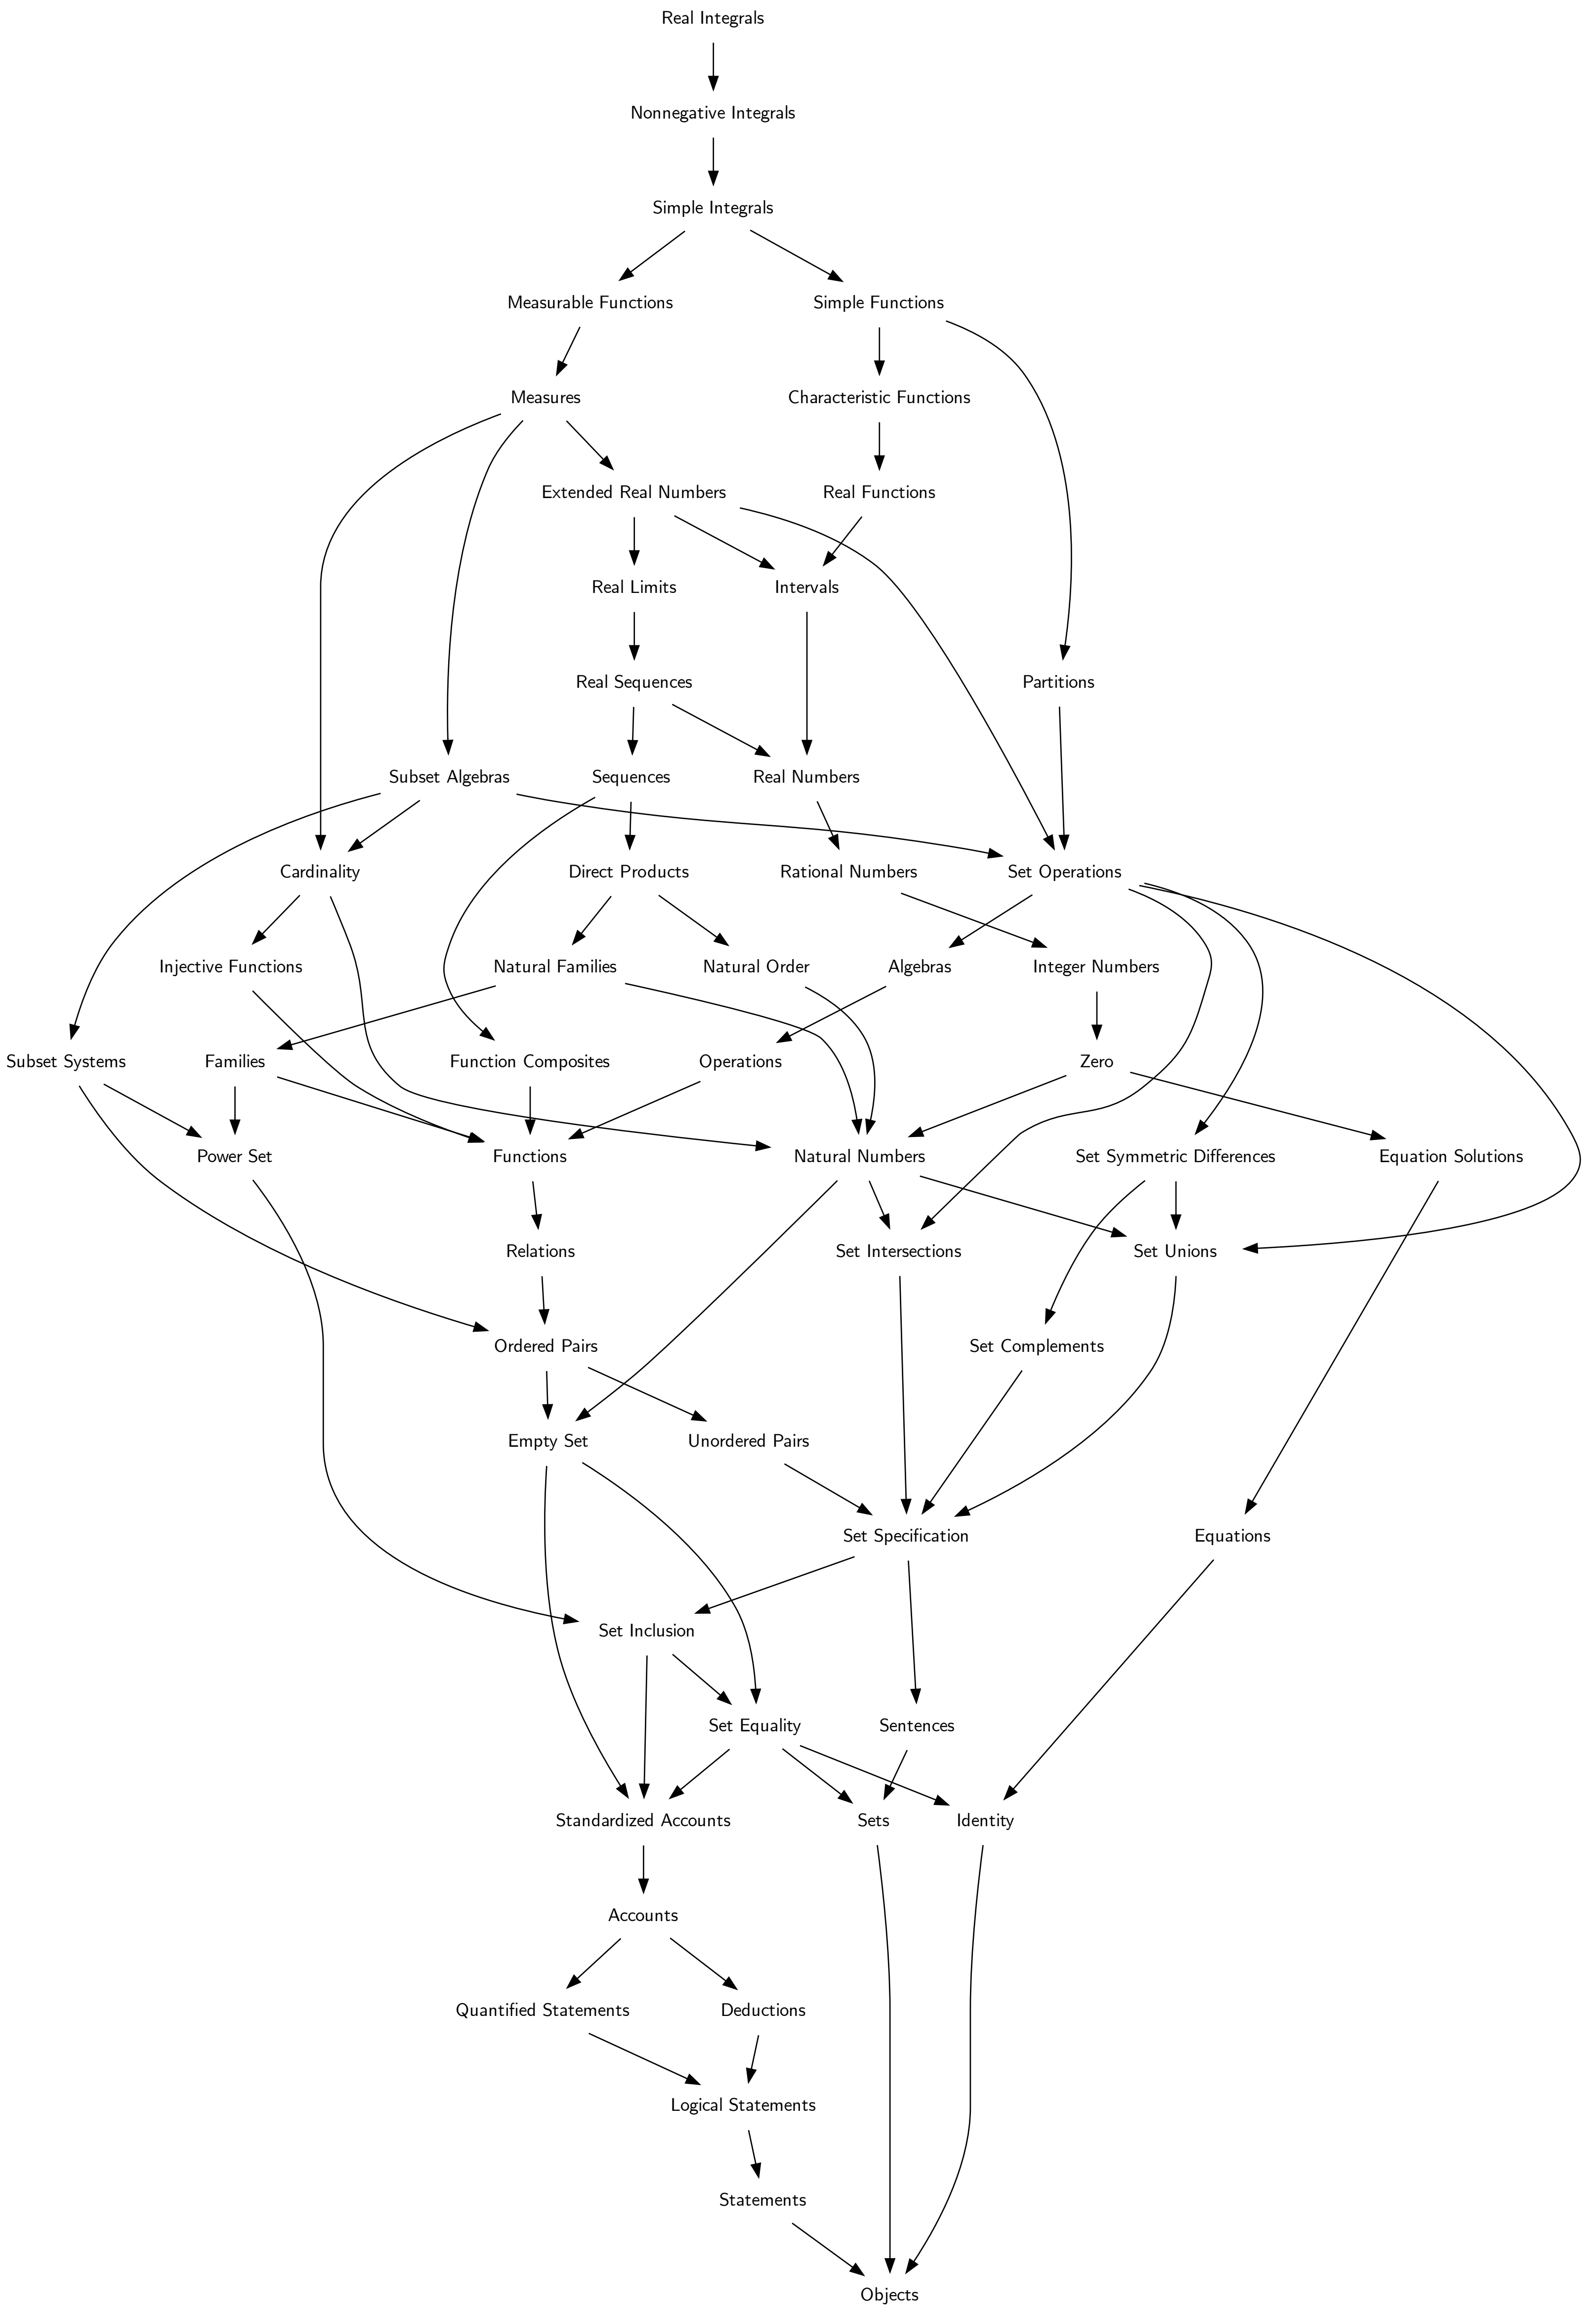 Real Integrals
Nonnegative Integrals
Simple Integrals
Measurable Functions
Simple Functions
Measures
Characteristic Functions
Extended Real Numbers
Real Functions
Real Limits
Intervals
Real Sequences
Partitions
Subset Algebras
Sequences
Real Numbers
Cardinality
Direct Products
Rational Numbers
Set Operations
Injective Functions
Natural Families
Natural Order
Algebras
Integer Numbers
Subset Systems
Families
Function Composites
Operations
Zero
Power Set
Functions
Natural Numbers
Set Symmetric Differences
Equation Solutions
Relations
Set Intersections
Set Unions
Ordered Pairs
Set Complements
Empty Set
Unordered Pairs
Set Specification
Equations
Set Inclusion
Set Equality
Sentences
Standardized Accounts
Sets
Identity
Accounts
Quantified Statements
Deductions
Logical Statements
Statements
Objects